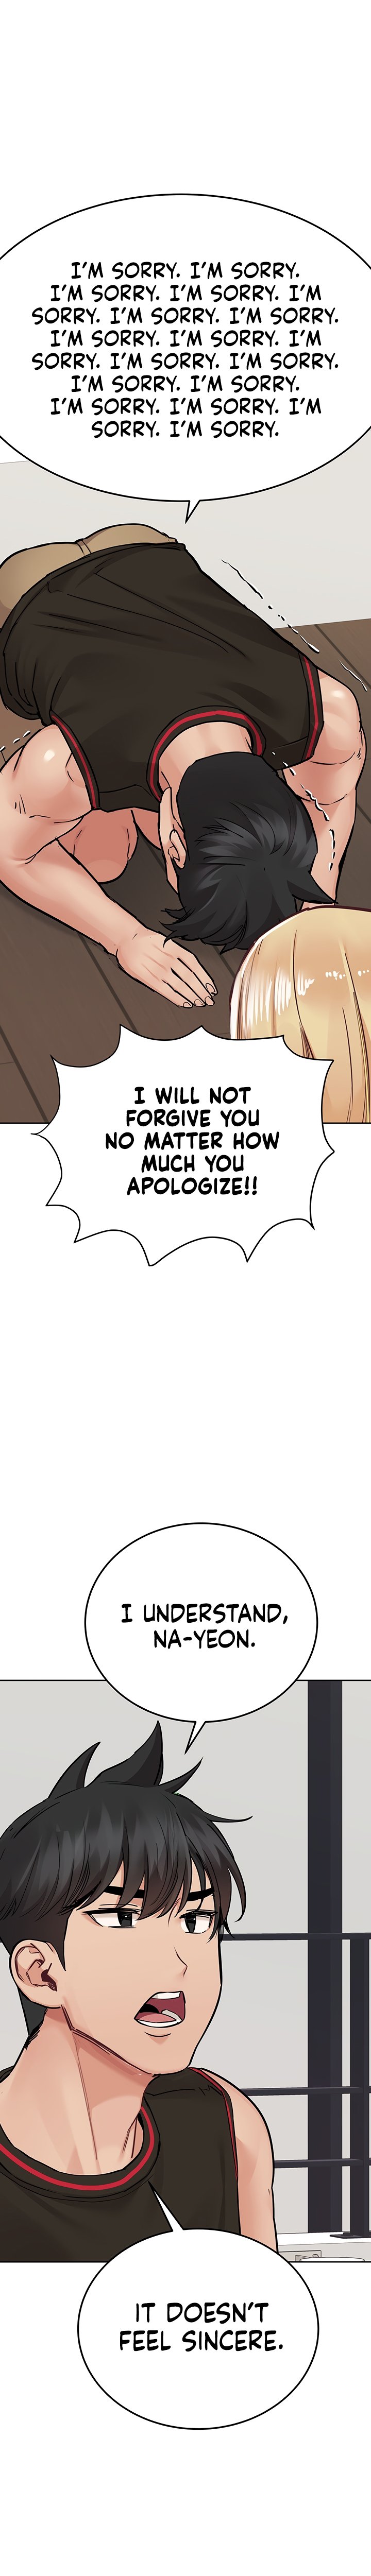 I'M SORRY. I'M SORRY.
I'M SORRY. I'M SORRY. I'M
SORRY. I'M SORRY. I'M SORRY.
I'M SORRY. I'M SORRY. I'M
SORRY. I'M SORRY. I'M SORRY.
I'M SORRY. I'M SORRY.
I'M SORRY. I'M SORRY. I'M
SORRY. I'M SORRY.
I WILL NOT
FORGIVE YOU
NO MATTER HOW
MUCH YOU
APOLOGIZE!!
I UNDERSTAND,
NA-YEON.
IT DOESN'T
FEEL SINCERE.